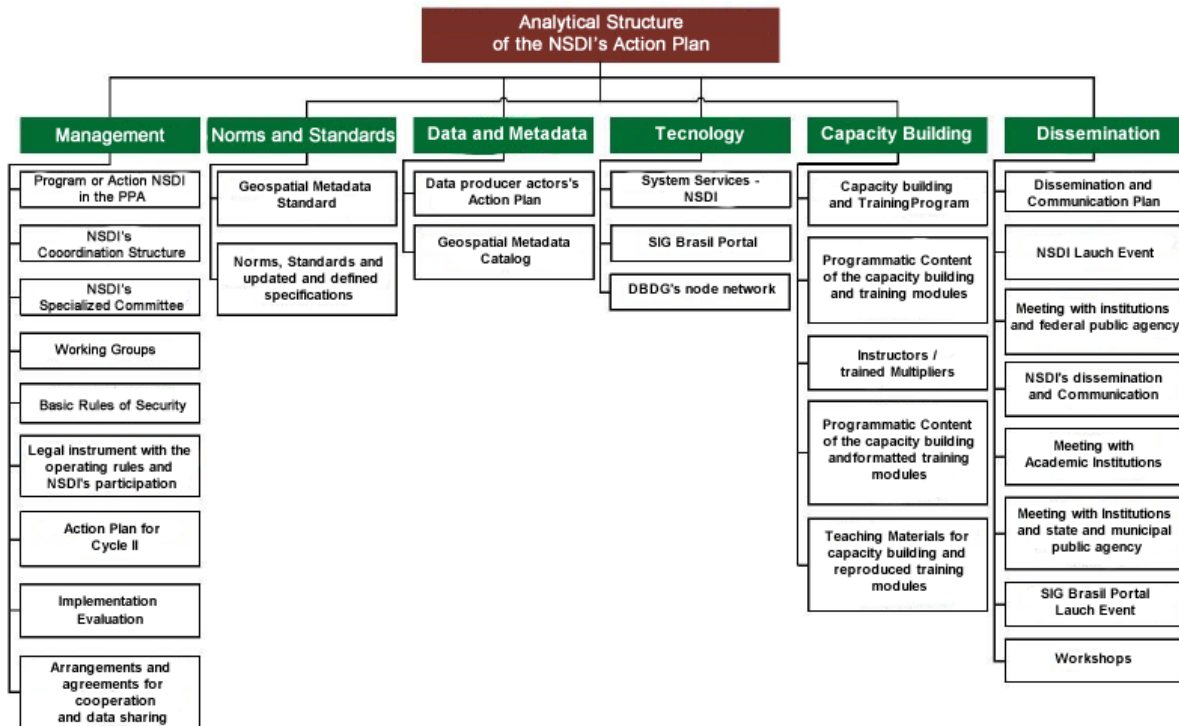 Analytical Structure
of the NSDI's Action Plan
Management
Program or Action NSDI
in the PPA
NSDI's
Cooordination Structure
NSDI's
Specialized Committee
Working Groups
Basic Rules of Security
Legal instrument with the
operating rules and
NSDI's participation
Action Plan for
Cycle II
Implementation
Evaluation
Arrangements and
agreements for
cooperation
and data sharing
Norms and Standards
Geospatial Metadata
Standard
Norms, Standards and
updated and defined
specifications
Data and Metadata
Data producer actors's
Action Plan
Geospatial Metadata
Catalog
Tecnology
System Services -
NSDI
SIG Brasil Portal
DBDG's node network
Capacity Building
Capacity building
and TrainingProgram
Programmatic Content
of the capacity building
and training modules
Instructors /
trained Multipliers
Programmatic Content
of the capacity building
andformatted training
modules
Teaching Materials for
capacity building and
reproduced training
modules
Dissemination
Dissemination and
Communication Plan
NSDI Lauch Event
Meeting with institutions
and federal public agency
NSDI's dissemination
and Communication
Meeting with
Academic Institutions
Meeting with Institutions
and state and municipal
public agency
SIG Brasil Portal
Lauch Event
Workshops